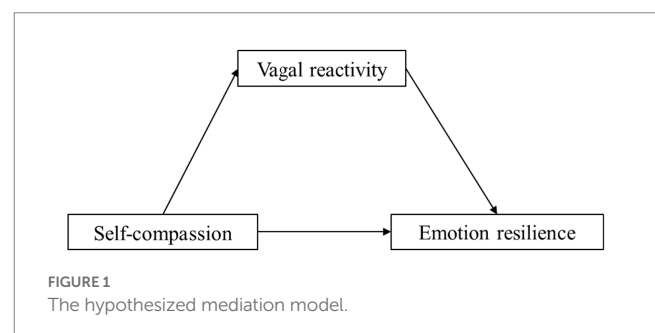 Vagal reactivity
Self-compassion
Emotion resilience
FIGURE 1
The hypothesized mediation model.